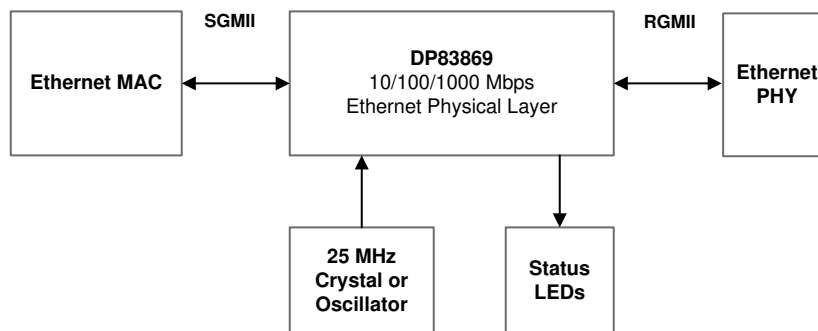 SGMII
RGMII
Ethernet MAC
DP83869
10/100/1000 Mbps
Ethernet Physical Layer
Ethernet
PHY
25 MHz
Crystal or
Oscillator
Status
LEDs